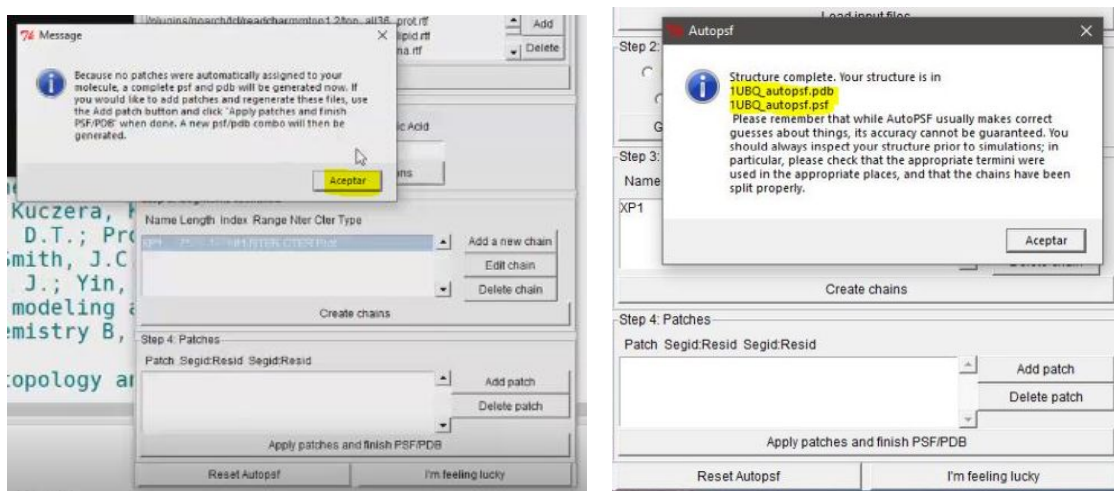 Add
lipid.rtf
na.rtf
Delete
Message
Because no patches were automatically assigned to your
molecule, a complete psf and pdb will be generated now. If
you would like to add patches and regenerate these files, use
the Add patch button and click "Apply patches and finish
PSF/PDB" when done. A new psf/pdb combo will then be
generated.
Aceptar
ic Acid
ns
Kuczera,
D.T.; Pro
mith, J.C
J.; Yin,
modeling
emistry B,
opology an
Name Length Index Range Nter Cter Type
XP1
Add a new chain
Edit chain
Delete chain
Create chains
Step 4: Patches
Patch Segid:Resid Segid:Resid
Add patch
Delete patch
Apply patches and finish PSF/PDB
Reset Autopsf
I'm feeling lucky
Load input files
Step 2:
G
Autopsf
Structure complete. Your structure is in
1UBQ_autopsf.pdb
1UBQ_autopsf.psf
Please remember that while AutoPSF usually makes correct
guesses about things, its accuracy cannot be guaranteed. You
should always inspect your structure prior to simulations; in
particular, please check that the appropriate termini were
used in the appropriate places, and that the chains have been
split properly.
Aceptar
Step 3:
Name
XP1
Create chains
Step 4: Patches
Patch Segid:Resid Segid:Resid
Add patch
Delete patch
Apply patches and finish PSF/PDB
Reset Autopsf
I'm feeling lucky